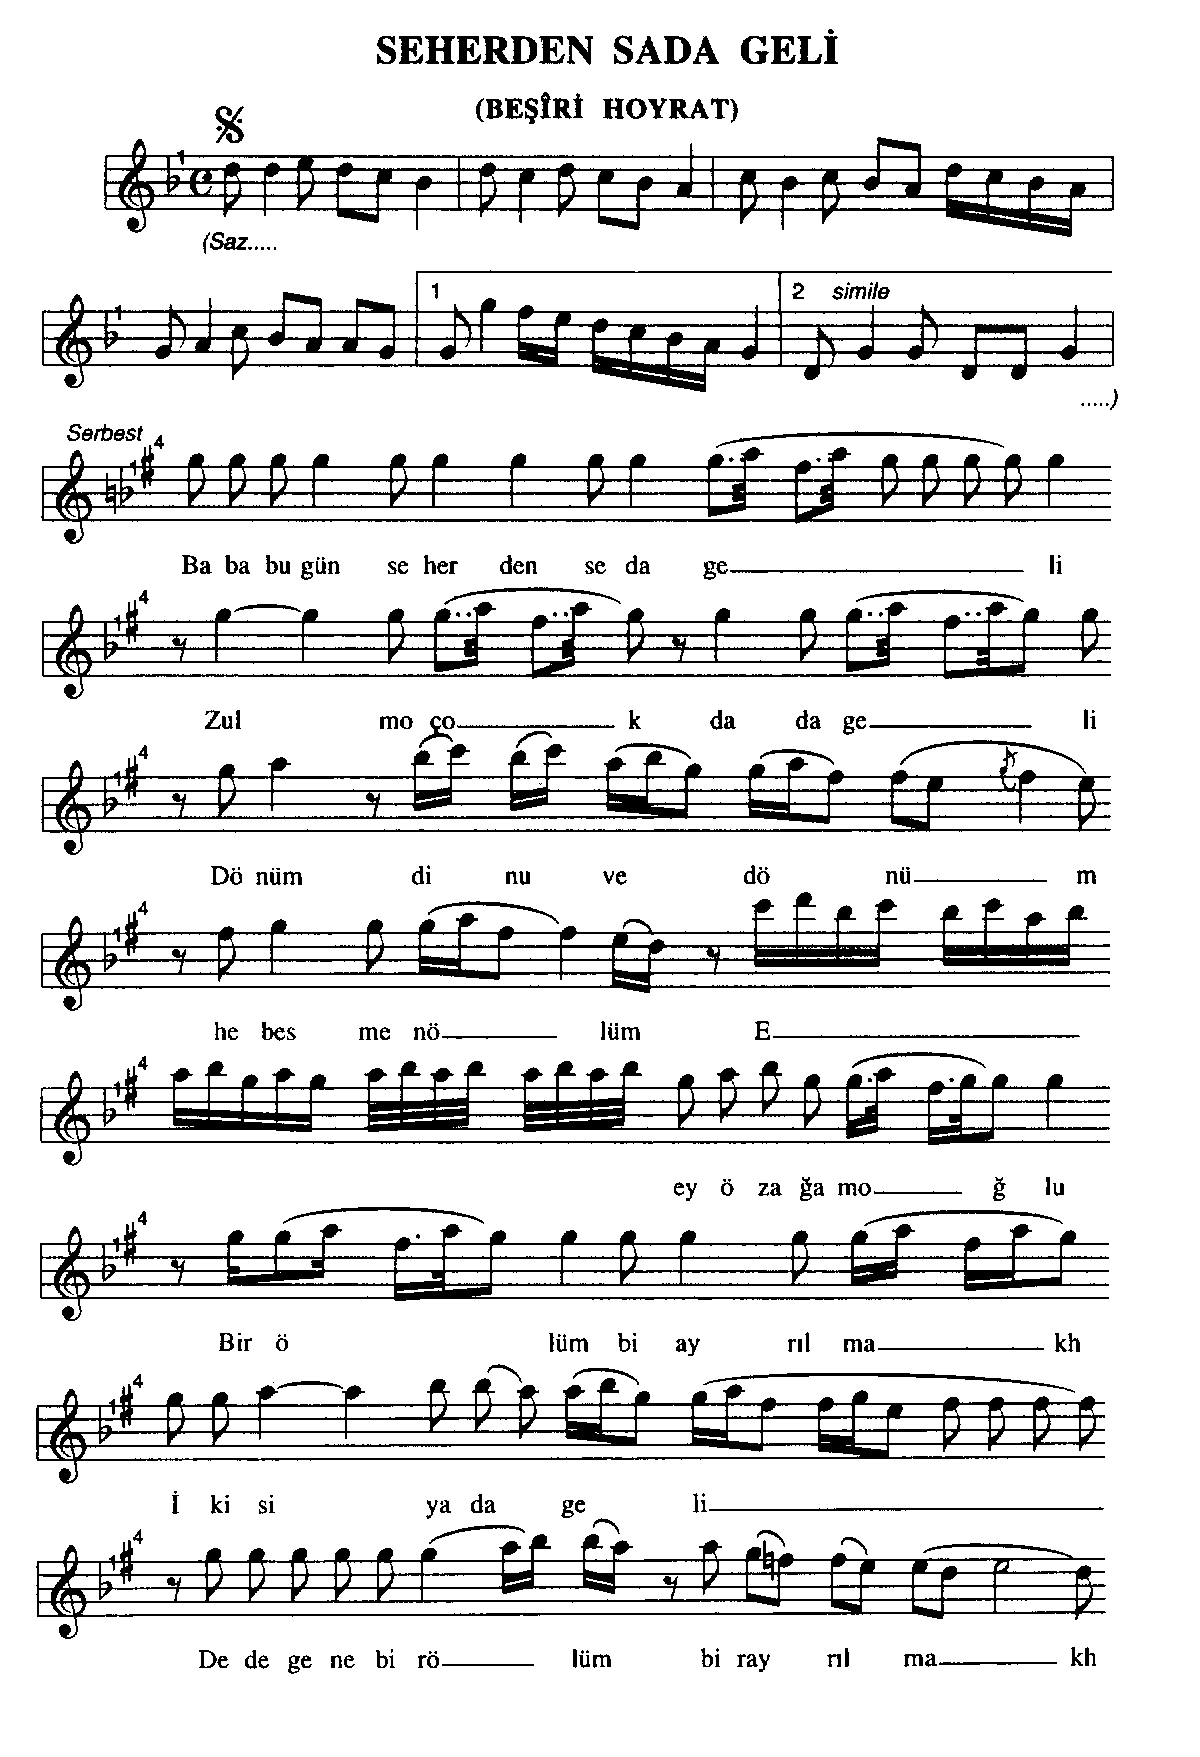 SEHERDEN SADA GELİ
(BEŞÎRİ HOYRAT)
(Saz.....
1 2 simile
.....)
Serbest
Ba ba bu gün se her den se da ge li
Zul mo ço k da da ge li
Dö nüm di nu ve dö nü m
he bes me nö lüm E
ey ö za ğa mo ğ lu
Bir ö lüm bi ay rıl ma kh
İ ki si ya da ge li
De de ge ne bi rö lüm bi ray rıl ma kh